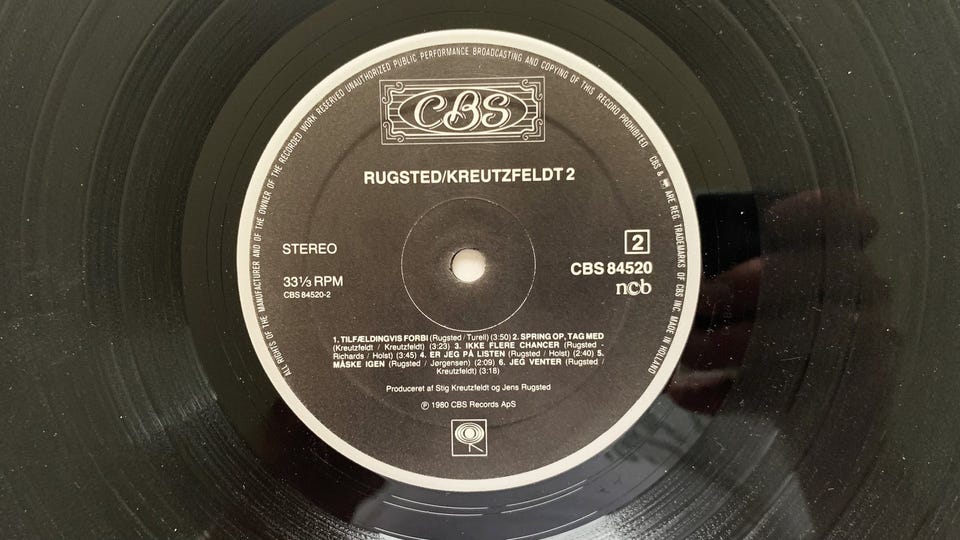 ALL RIGHTS OF THE MANUFACTURER AND OF THE OWNER OF THE RECORDED WORK RESERVED UNAUTHORIZED PUBLIC PERFORMANCE BROADCASTING AND COPYING OF THIS RECORD PROHIBITED CBS & ARE REG. TRADEMARKS OF CBS INC. MADE IN HOLLAND
CBS
RUGSTED/KREUTZFELDT 2
STEREO
2
33⅓ RPM
CBS 84520
CBS 84520-2
ncb
1. TILFÆLDINGVIS FORBI (Rugsted / Turell) (3:50) 2. SPRING OP, TAG MED
(Kreutzfeldt / Kreutzfeldt) (3:23) 3. IKKE FLERE CHANCER (Rugsted -
Richards / Holst) (3:45) 4. ER JEG PÅ LISTEN (Rugsted / Holst) (2:40) 5.
MÅSKE IGEN (Rugsted / Jørgensen) (2:09) 6. JEG VENTER (Rugsted /
Kreutzfeldt) (3:18)
Produceret af Stig Kreutzfeldt og Jens Rugsted
℗ 1980 CBS Records ApS